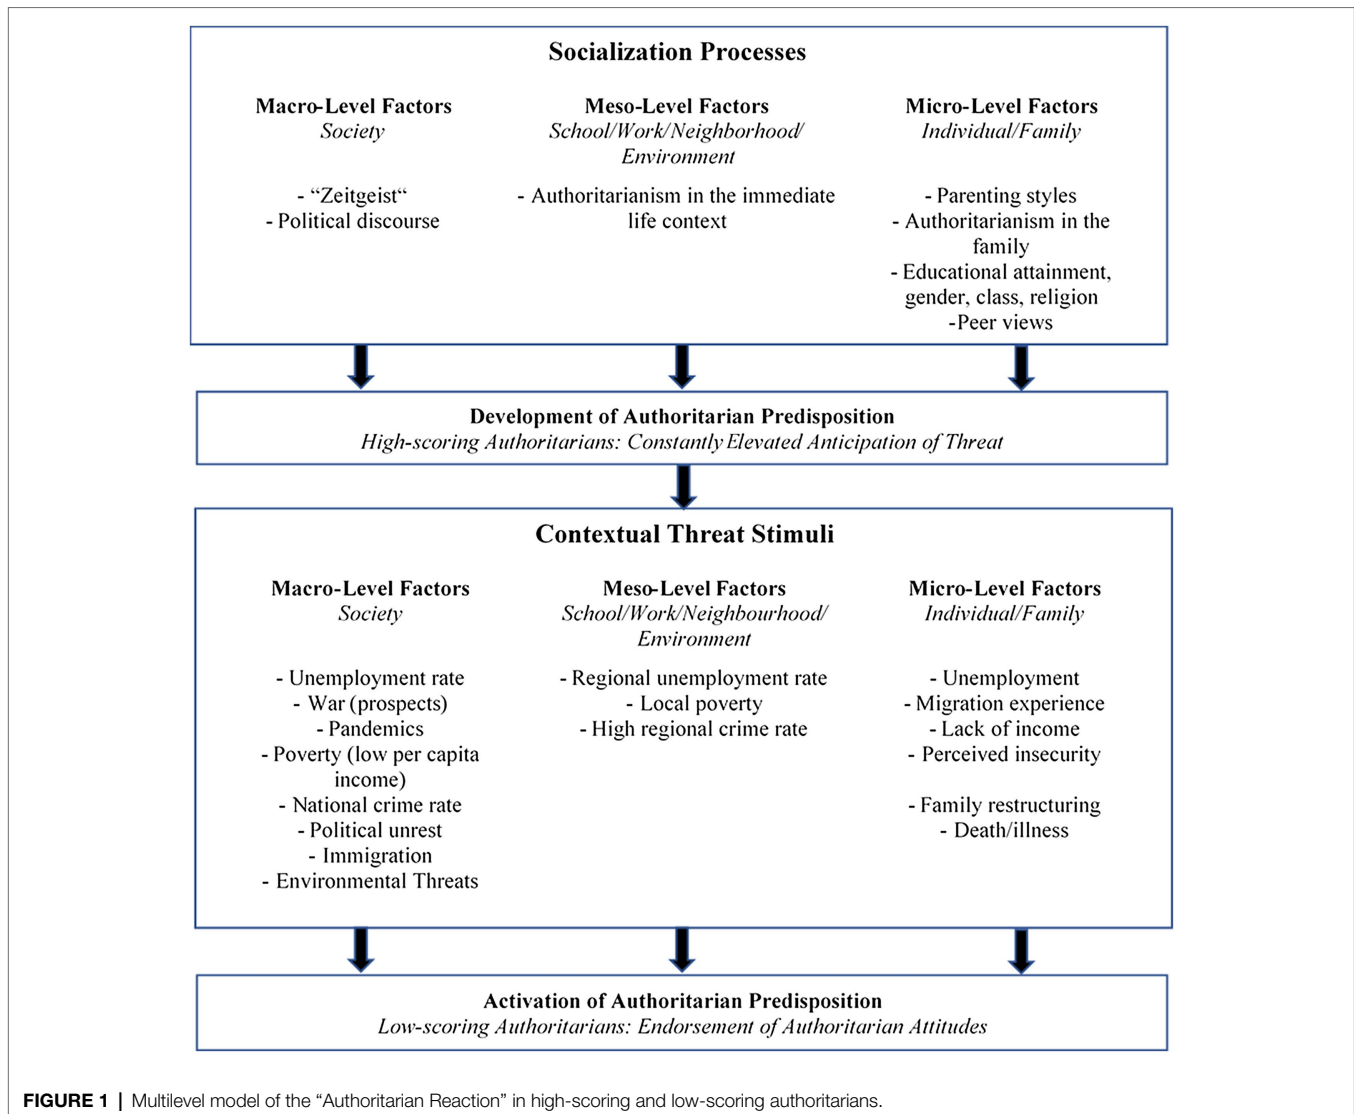 Socialization Processes
Macro-Level Factors
Society
- “Zeitgeist“
- Political discourse
Meso-Level Factors
School/Work/Neighborhood/
Environment
- Authoritarianism in the immediate
life context
Micro-Level Factors
Individual/Family
- Parenting styles
- Authoritarianism in the
family
- Educational attainment,
gender, class, religion
-Peer views
Development of Authoritarian Predisposition
High-scoring Authoritarians: Constantly Elevated Anticipation of Threat
Contextual Threat Stimuli
Macro-Level Factors
Society
- Unemployment rate
- War (prospects)
- Pandemics
- Poverty (low per capita
income)
- National crime rate
- Political unrest
- Immigration
- Environmental Threats
Meso-Level Factors
School/Work/Neighbourhood/
Environment
- Regional unemployment rate
- Local poverty
- High regional crime rate
Micro-Level Factors
Individual/Family
- Unemployment
- Migration experience
- Lack of income
- Perceived insecurity
- Family restructuring
- Death/illness
Activation of Authoritarian Predisposition
Low-scoring Authoritarians: Endorsement of Authoritarian Attitudes
FIGURE 1 | Multilevel model of the “Authoritarian Reaction” in high-scoring and low-scoring authoritarians.